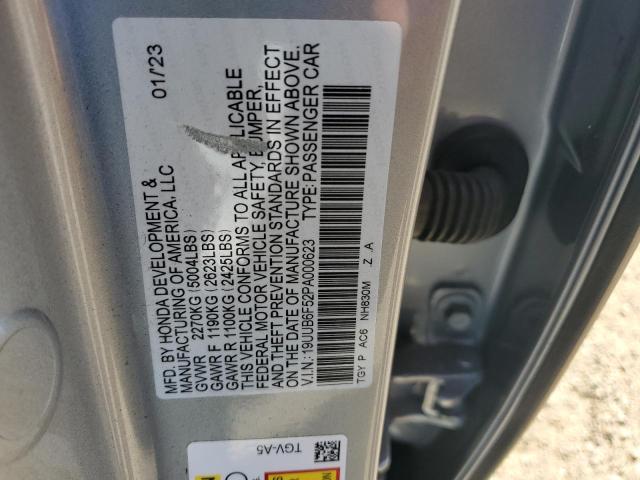 MFD. BY HONDA DEVELOPMENT & 01/23
MANUFACTURING OF AMERICA, LLC
GVWR 2270KG(5004LBS)
GAWR F 1190KG(2623LBS)
GAWR R 1100KG(2425LBS)
THIS VEHICLE CONFORMS TO ALL APPLICABLE
FEDERAL MOTOR VEHICLE SAFETY, BUMPER,
AND THEFT PREVENTION STANDARDS IN EFFECT
ON THE DATE OF MANUFACTURE SHOWN ABOVE.
V.I.N.:19UUB6F52PA000623 TYPE:PASSENGER CAR
TGY P AC6 NH830M Z .A
TGV-A5